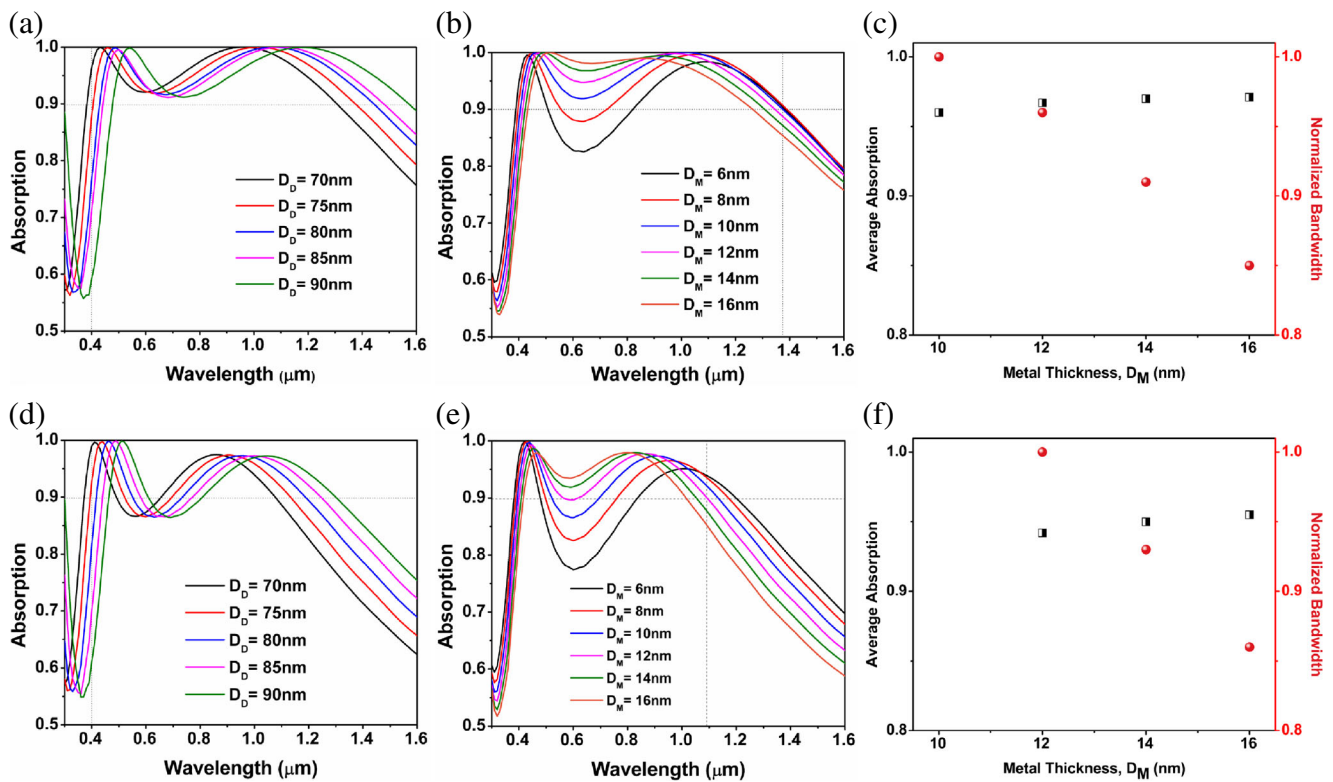 (a)
1.0
0.9
0.8
0.7
0.6
0.5
Absorption
D_D = 70nm
D_D = 75nm
D_D = 80nm
D_D = 85nm
D_D = 90nm
0.4 0.6 0.8 1.0 1.2 1.4 1.6
Wavelength (μm)
(b)
1.0
0.9
0.8
0.7
0.6
0.5
Absorption
D_M = 6nm
D_M = 8nm
D_M = 10nm
D_M = 12nm
D_M = 14nm
D_M = 16nm
0.4 0.6 0.8 1.0 1.2 1.4 1.6
Wavelength (μm)
(c)
1.0
0.9
0.8
Average Absorption
1.0
0.9
0.8
Normalized Bandwidth
10 12 14 16
Metal Thickness, D_M (nm)
(d)
1.0
0.9
0.8
0.7
0.6
0.5
Absorption
D_D = 70nm
D_D = 75nm
D_D = 80nm
D_D = 85nm
D_D = 90nm
0.4 0.6 0.8 1.0 1.2 1.4 1.6
Wavelength (μm)
(e)
1.0
0.9
0.8
0.7
0.6
0.5
Absorption
D_M = 6nm
D_M = 8nm
D_M = 10nm
D_M = 12nm
D_M = 14nm
D_M = 16nm
0.4 0.6 0.8 1.0 1.2 1.4 1.6
Wavelength (μm)
(f)
1.0
0.9
0.8
Average Absorption
1.0
0.9
0.8
Normalized Bandwidth
10 12 14 16
Metal Thickness, D_M (nm)